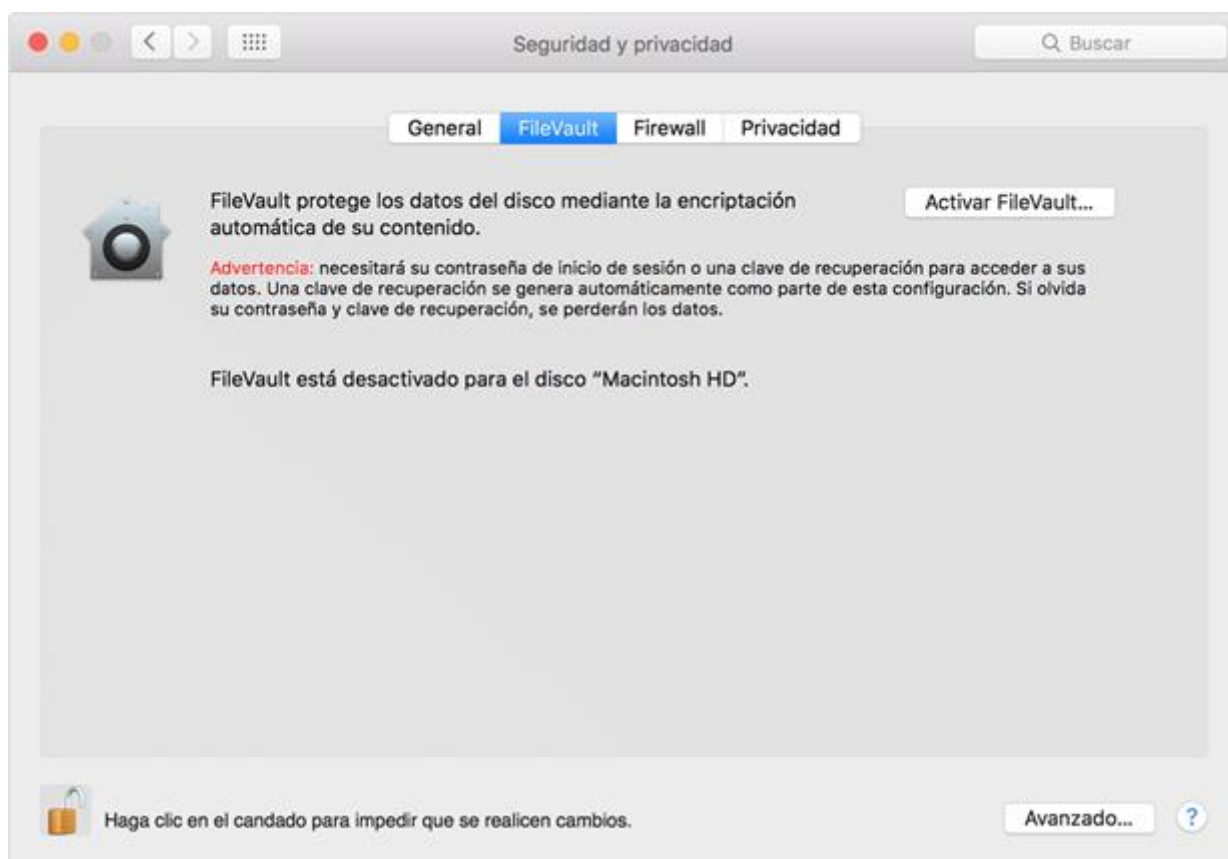 Seguridad y privacidad
Buscar
General
FileVault
Firewall
Privacidad
FileVault protege los datos del disco mediante la encriptación
automática de su contenido.
Activar FileVault...
Advertencia: necesitará su contraseña de inicio de sesión o una clave de recuperación para acceder a sus
datos. Una clave de recuperación se genera automáticamente como parte de esta configuración. Si olvida
su contraseña y clave de recuperación, se perderán los datos.
FileVault está desactivado para el disco “Macintosh HD”.
Haga clic en el candado para impedir que se realicen cambios.
Avanzado...
?